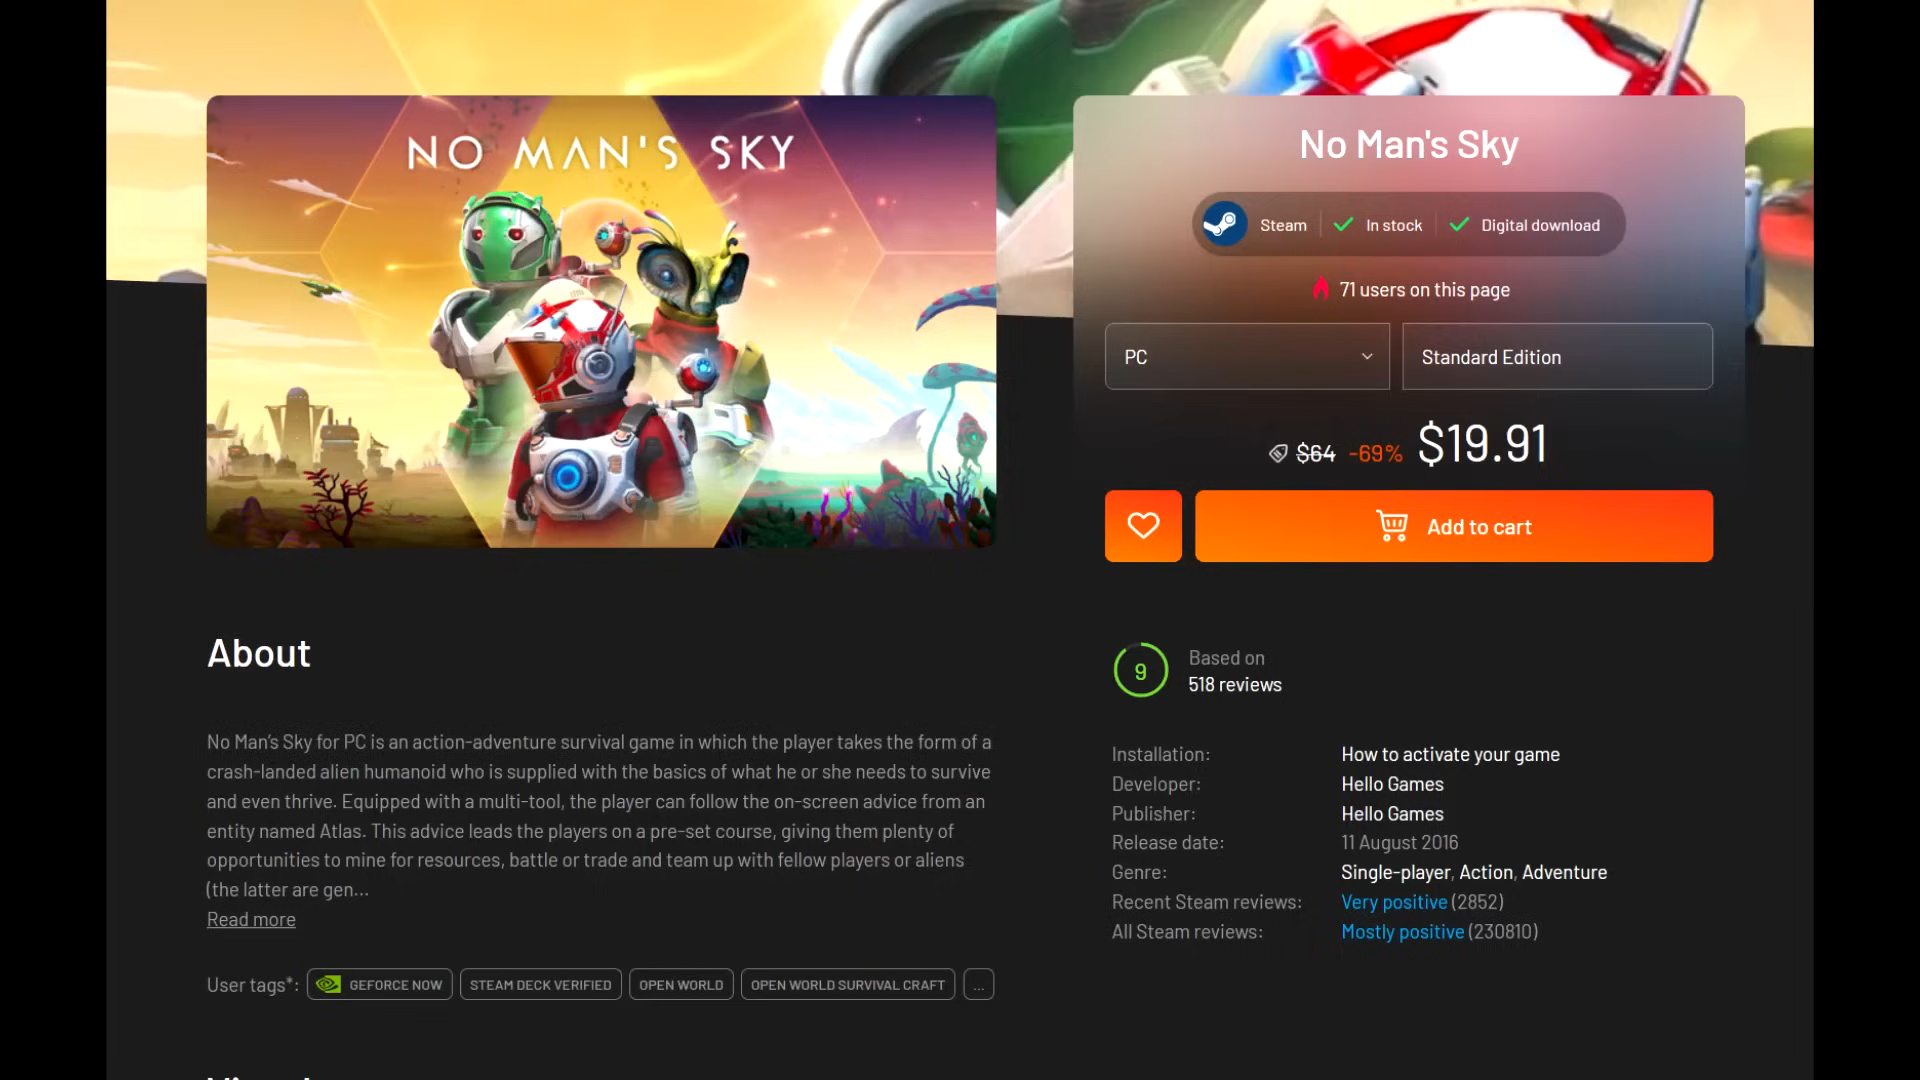 NO MAN'S SKY
No Man's Sky
Steam
In stock
Digital download
71 users on this page
PC
Standard Edition
$64 -69% $19.91
Add to cart
About
No Man's Sky for PC is an action-adventure survival game in which the player takes the form of a
crash-landed alien humanoid who is supplied with the basics of what he or she needs to survive
and even thrive. Equipped with a multi-tool, the player can follow the on-screen advice from an
entity named Atlas. This advice leads the players on a pre-set course, giving them plenty of
opportunities to mine for resources, battle or trade and team up with fellow players or aliens
(the latter are gen...
Read more
User tags*: GEFORCE NOW STEAM DECK VERIFIED OPEN WORLD OPEN WORLD SURVIVAL CRAFT ...
9
Based on
518 reviews
Installation: How to activate your game
Developer: Hello Games
Publisher: Hello Games
Release date: 11 August 2016
Genre: Single-player, Action, Adventure
Recent Steam reviews: Very positive (2852)
All Steam reviews: Mostly positive (230810)